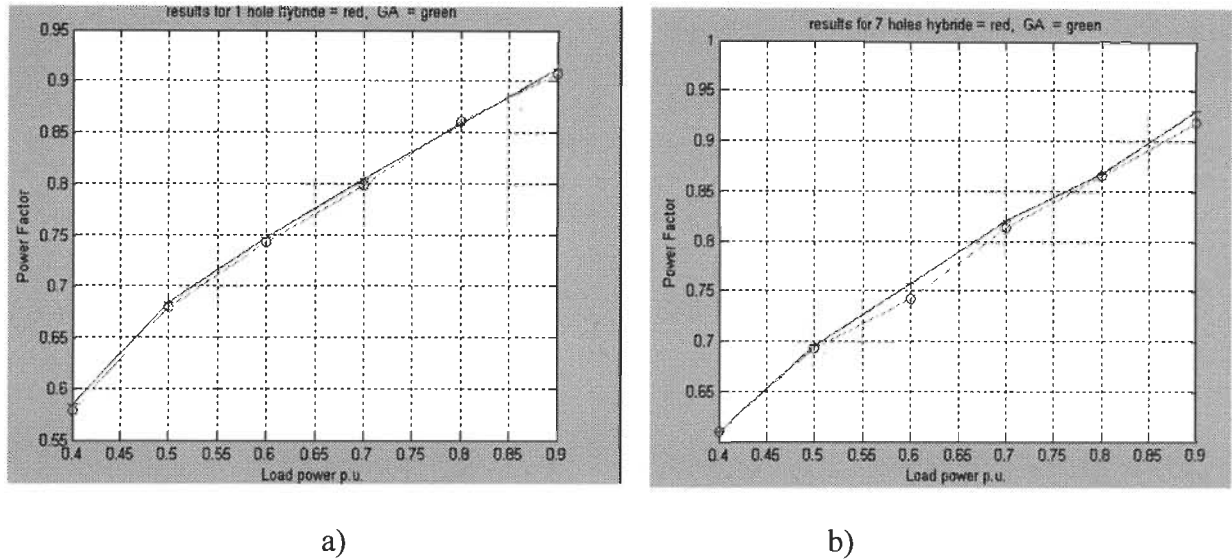 results for 1 hole hybride = red, GA = green
0.95
0.9
0.85
0.8
0.75
0.7
0.65
0.6
0.55
Power Factor
0.4 0.45 0.5 0.55 0.6 0.65 0.7 0.75 0.8 0.85 0.9
Load power p.u.
a)
results for 7 holes hybride = red, GA = green
1
0.95
0.9
0.85
0.8
0.75
0.7
0.65
Power Factor
0.4 0.45 0.5 0.55 0.6 0.65 0.7 0.75 0.8 0.85 0.9
Load power p.u.
b)